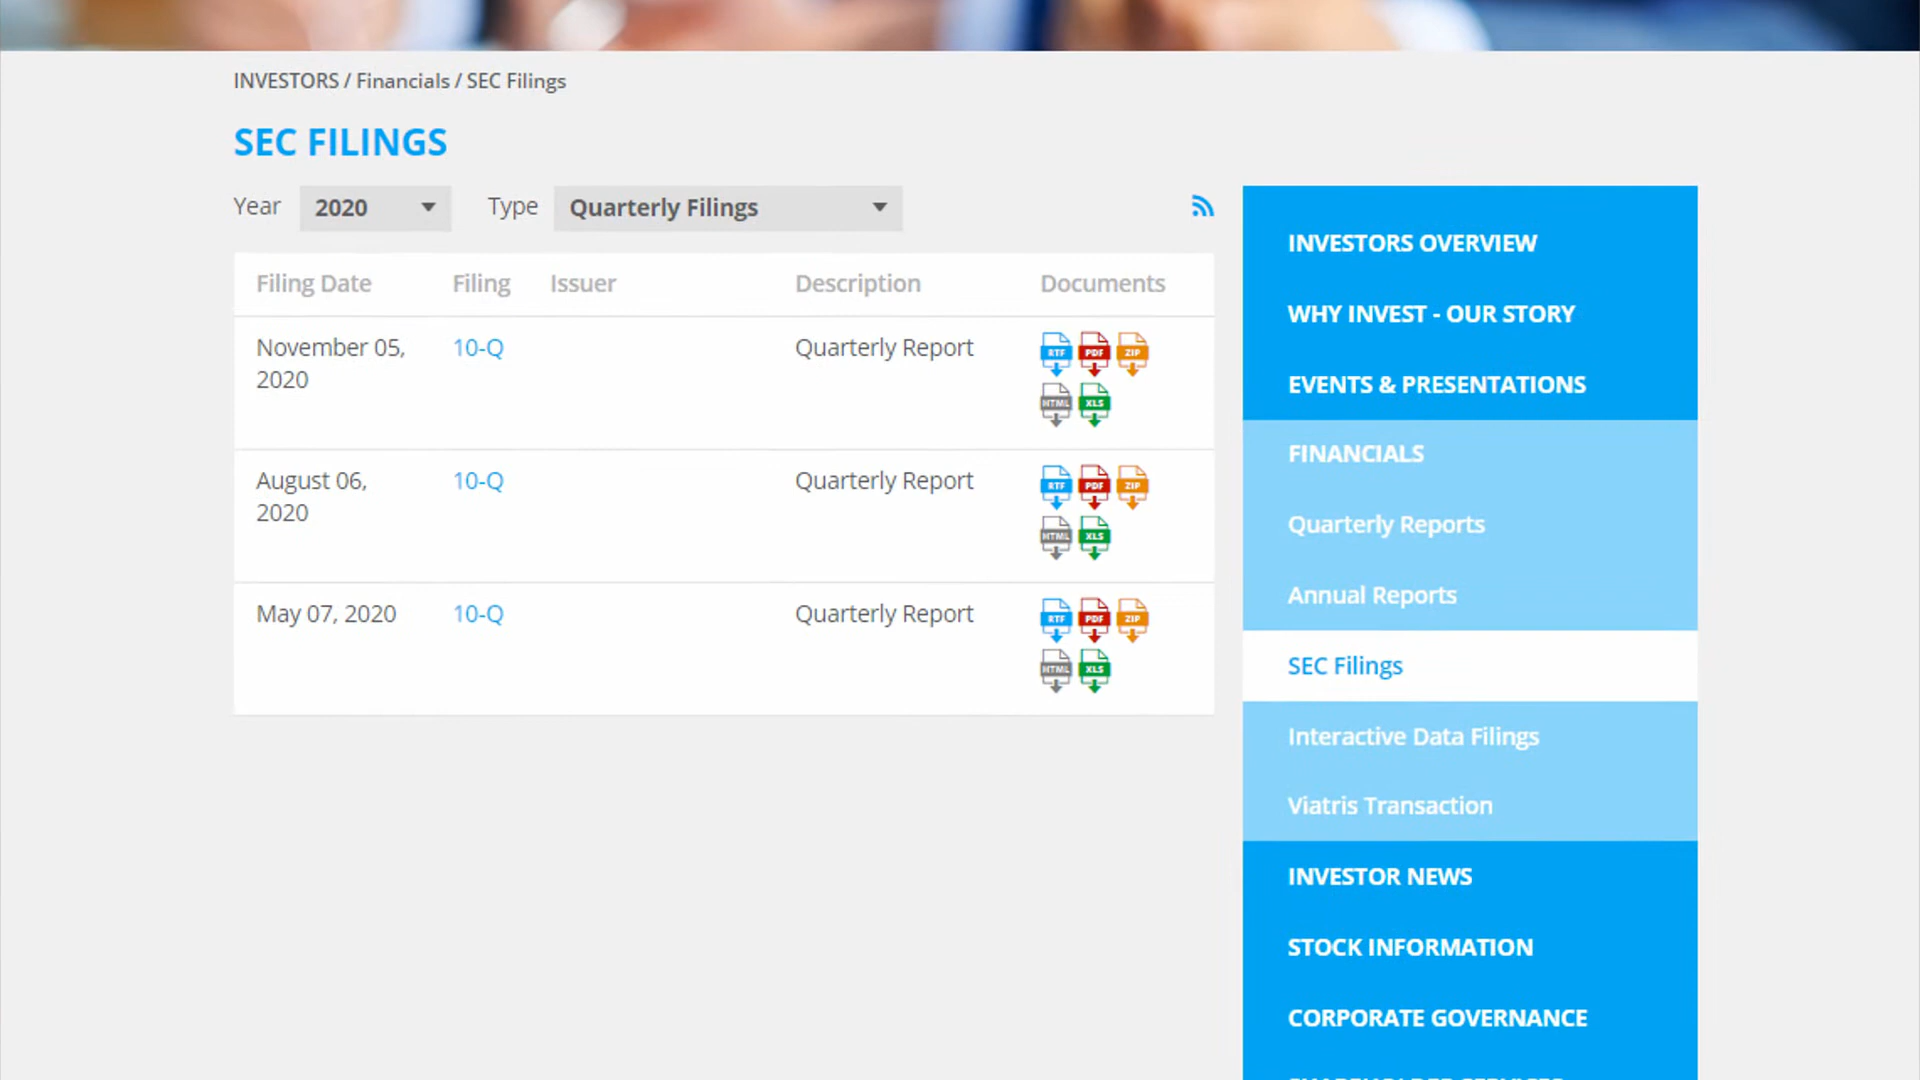 INVESTORS / Financials / SEC Filings
SEC FILINGS
Year 2020 Type Quarterly Filings
Filing Date Filing Issuer Description Documents
November 05, 10-Q Quarterly Report RTF PDF ZIP
2020
HTML XLS
August 06, 10-Q Quarterly Report RTF PDF ZIP
2020
HTML XLS
May 07, 2020 10-Q Quarterly Report RTF PDF ZIP
HTML XLS
INVESTORS OVERVIEW
WHY INVEST - OUR STORY
EVENTS & PRESENTATIONS
FINANCIALS
Quarterly Reports
Annual Reports
SEC Filings
Interactive Data Filings
Viatris Transaction
INVESTOR NEWS
STOCK INFORMATION
CORPORATE GOVERNANCE